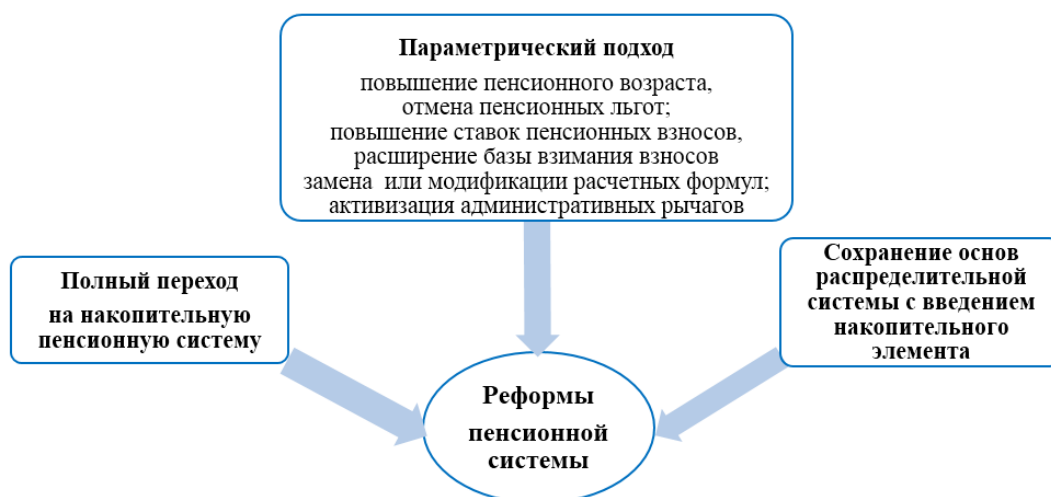 Параметрический подход
повышение пенсионного возраста,
отмена пенсионных льгот;
повышение ставок пенсионных взносов,
расширение базы взимания взносов
замена или модификации расчетных формул;
активизация административных рычагов
Полный переход
на накопительную
пенсионную систему
Сохранение основ
распределительной
системы с введением
накопительного
элемента
Реформы
пенсионной
системы